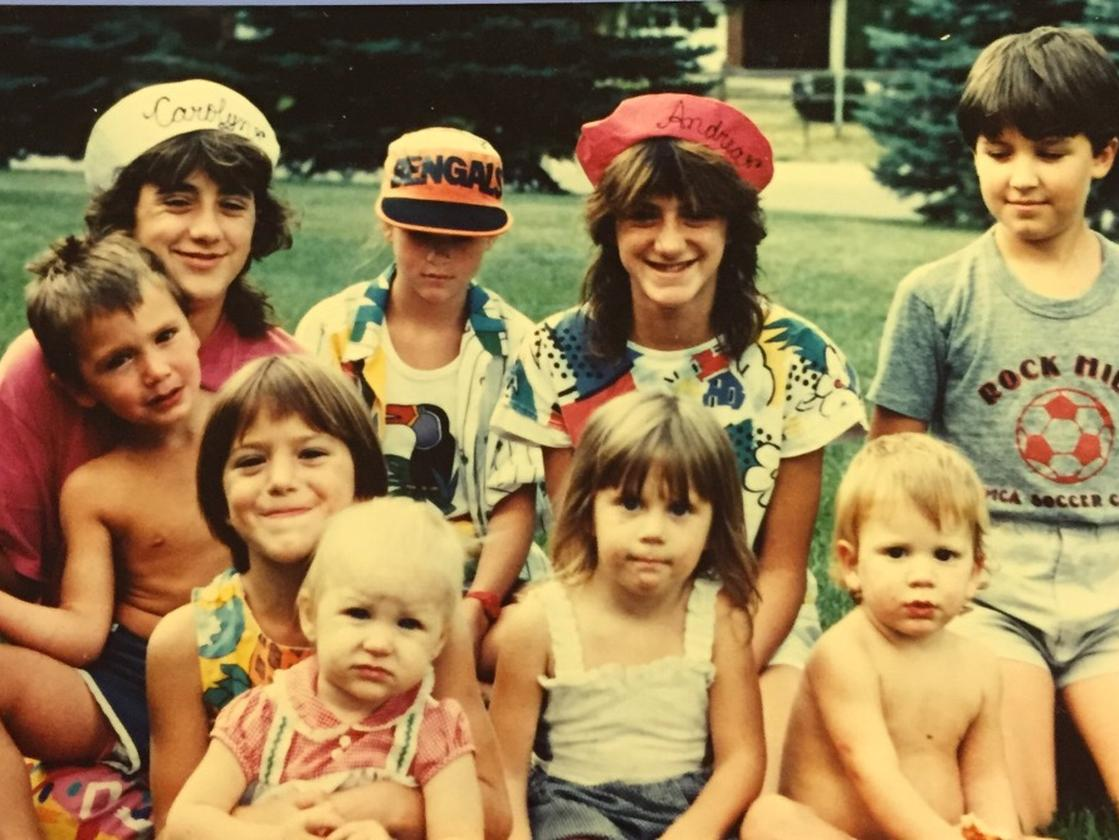 Carolyn
BENGALS
Andrea
ROCK
SOCCER